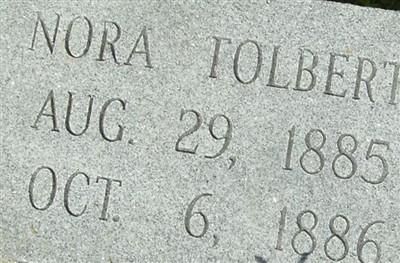 NORA TOLBERT
AUG. 29, 1885
OCT. 6, 1886